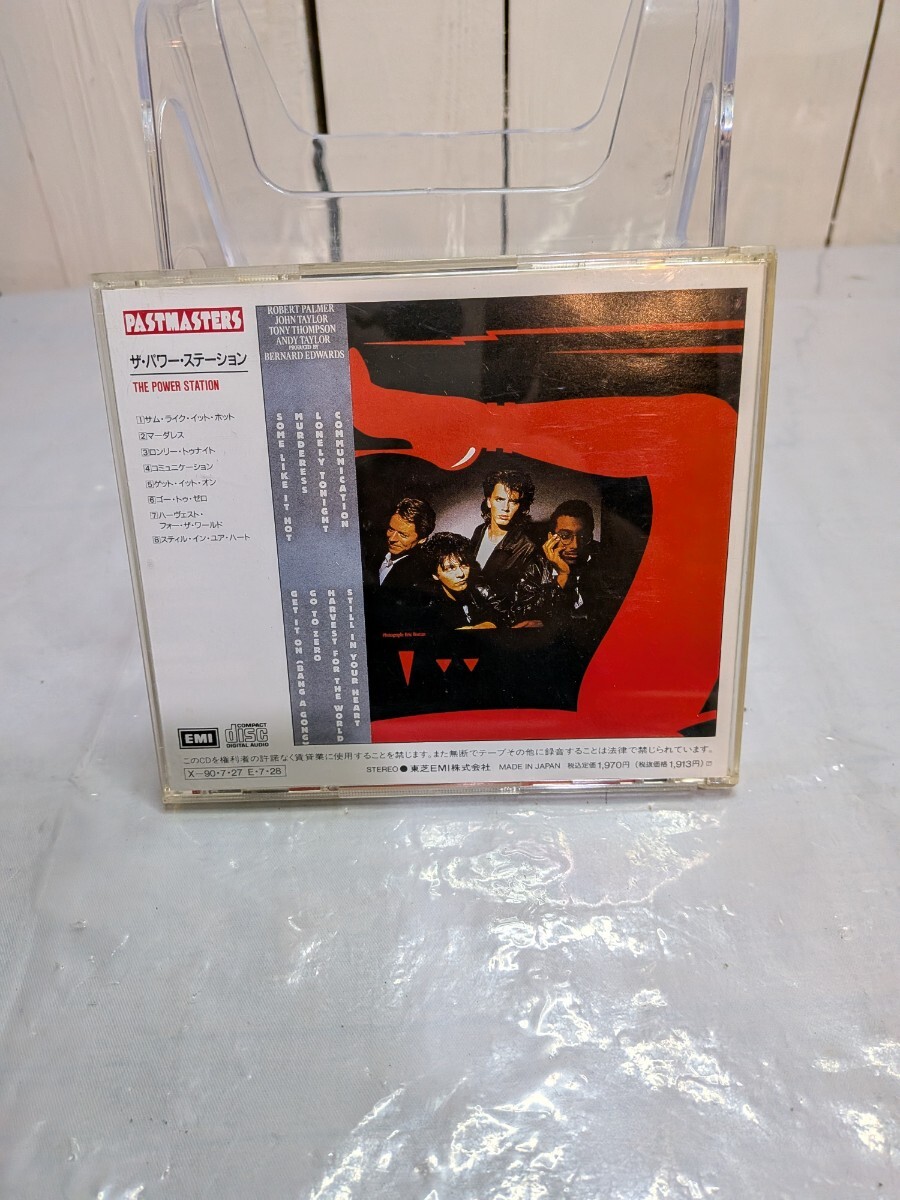 PASTMASTERS
ザ・パワー・ステーション
THE POWER STATION
1サム・ライク・イット・ホット
2マーダレス
3ロンリー・トゥナイト
4コミュニケーション
5ゲット・イット・オン
6ゴー・トゥ・ゼロ
7ハーヴェスト・
フォー・ザ・ワールド
8スティル・イン・ユア・ハート
ROBERT PALMER
JOHN TAYLOR
TONY THOMPSON
ANDY TAYLOR
PRODUCED BY
BERNARD EDWARDS
SOME LIKE IT HOT
MURDERESS
LONELY TONIGHT
COMMUNICATION
GET IT ON (BANG A GONG)
GO TO ZERO
HARVEST FOR THE WORLD
STILL IN YOUR HEART
EMI
COMPACT
disc
DIGITAL AUDIO
このCDを権利者の許諾なく賃貸業に使用することを禁じます。また無断でテープその他に録音することは法律で禁じられています。
X-90・7・27 E・7・28
STEREO ● 東芝EMI株式会社 MADE IN JAPAN 税込定価1,970円 (税抜価格1,913円)